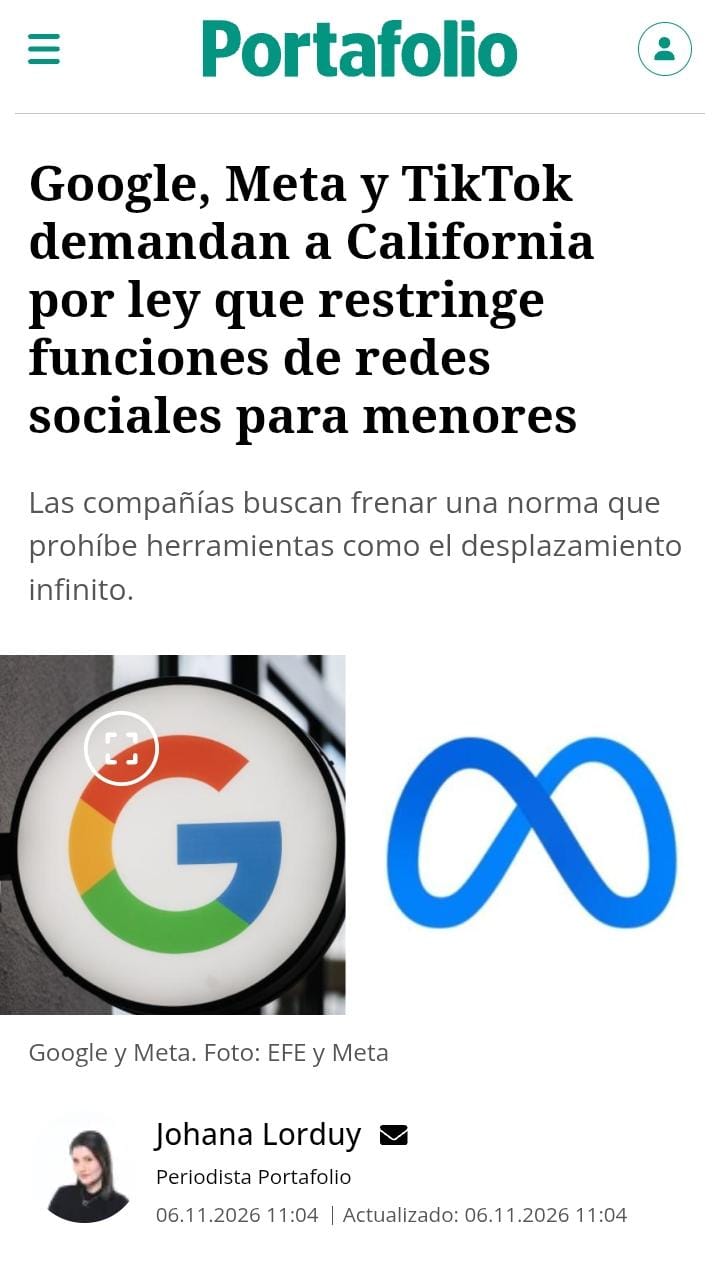 Portafolio
Google, Meta y TikTok
demandan a California
por ley que restringe
funciones de redes
sociales para menores
Las compañías buscan frenar una norma que
prohíbe herramientas como el desplazamiento
infinito.
G
Google y Meta. Foto: EFE y Meta
Johana Lorduy
Periodista Portafolio
06.11.2026 11:04 | Actualizado: 06.11.2026 11:04